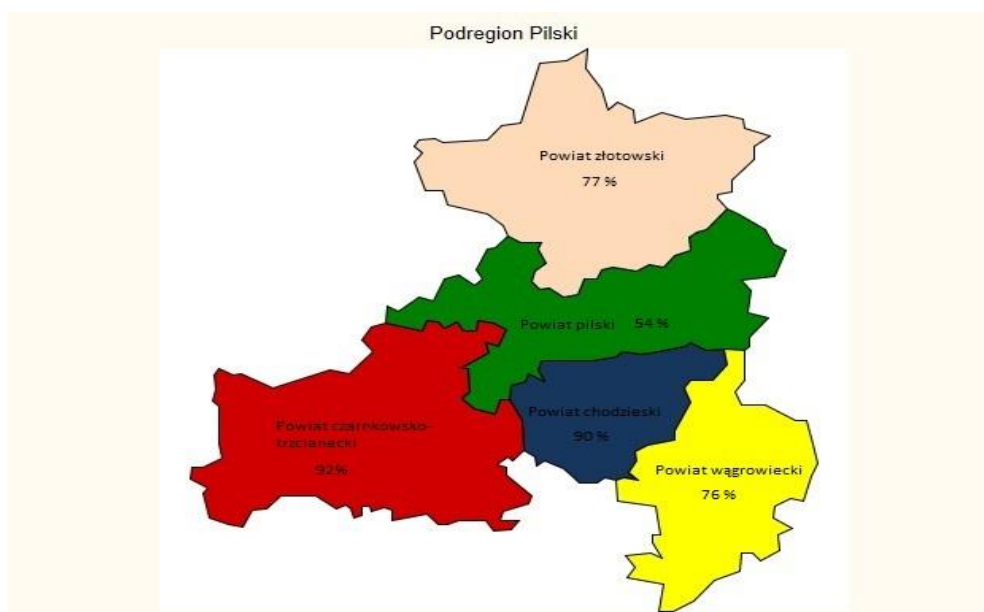 Podregion Pilski
Powiat złotowski
77 %
Powiat pilski 54 %
Powiat chodzieski
90 %
Powiat czarnkowsko-
trzcianecki
92%
Powiat wągrowiecki
76 %